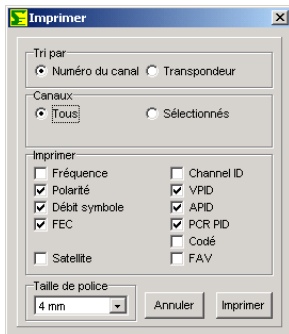 Imprimer
Tri par
Numéro du canal Transpondeur
Canaux
Tous Sélectionnés
Imprimer
Fréquence Channel ID
Polarité VPID
Débit symbole APID
FEC PCR PID
Codé
Satellite FAV
Taille de police
4 mm Annuler Imprimer